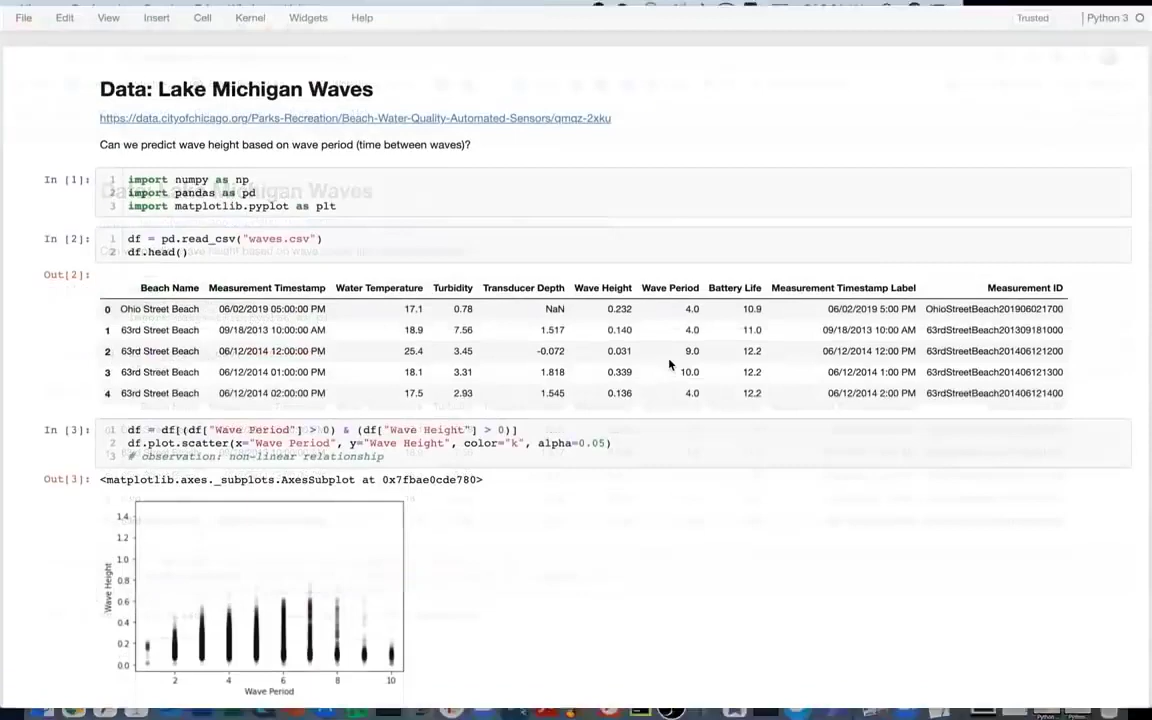 File Edit View Insert Cell Kernel Widgets Help Trusted Python 3
Data: Lake Michigan Waves
https://data.cityofchicago.org/Parks-Recreation/Beach-Water-Quality-Automated-Sensors/qmqz-2xku
Can we predict wave height based on wave period (time between waves)?
In [1]: 1 import numpy as np
2 import pandas as pd
3 import matplotlib.pyplot as plt
In [2]: 1 df = pd.read_csv("waves.csv")
2 df.head()
Out[2]:
Beach Name Measurement Timestamp Water Temperature Turbidity Transducer Depth Wave Height Wave Period Battery Life Measurement Timestamp Label Measurement ID
0 Ohio Street Beach 06/02/2019 05:00:00 PM 17.1 0.78 NaN 0.232 4.0 10.9 06/02/2019 5:00 PM OhioStreetBeach201906021700
1 63rd Street Beach 09/18/2013 10:00:00 AM 18.9 7.56 1.517 0.140 4.0 11.0 09/18/2013 10:00 AM 63rdStreetBeach201309181000
2 63rd Street Beach 06/12/2014 12:00:00 PM 25.4 3.45 -0.072 0.031 9.0 12.2 06/12/2014 12:00 PM 63rdStreetBeach201406121200
3 63rd Street Beach 06/12/2014 01:00:00 PM 18.1 3.31 1.818 0.339 10.0 12.2 06/12/2014 1:00 PM 63rdStreetBeach201406121300
4 63rd Street Beach 06/12/2014 02:00:00 PM 17.5 2.93 1.545 0.136 4.0 12.2 06/12/2014 2:00 PM 63rdStreetBeach201406121400
In [3]: 1 df = df[(df["Wave Period"] > 0) & (df["Wave Height"] > 0)]
2 df.plot.scatter(x="Wave Period", y="Wave Height", color="k", alpha=0.05)
3 # observation: non-linear relationship
Out[3]: <matplotlib.axes._subplots.AxesSubplot at 0x7fbae0cde780>
1.4
1.2
1.0
0.8
0.6
0.4
0.2
0.0
Wave Height
2 4 6 8 10
Wave Period